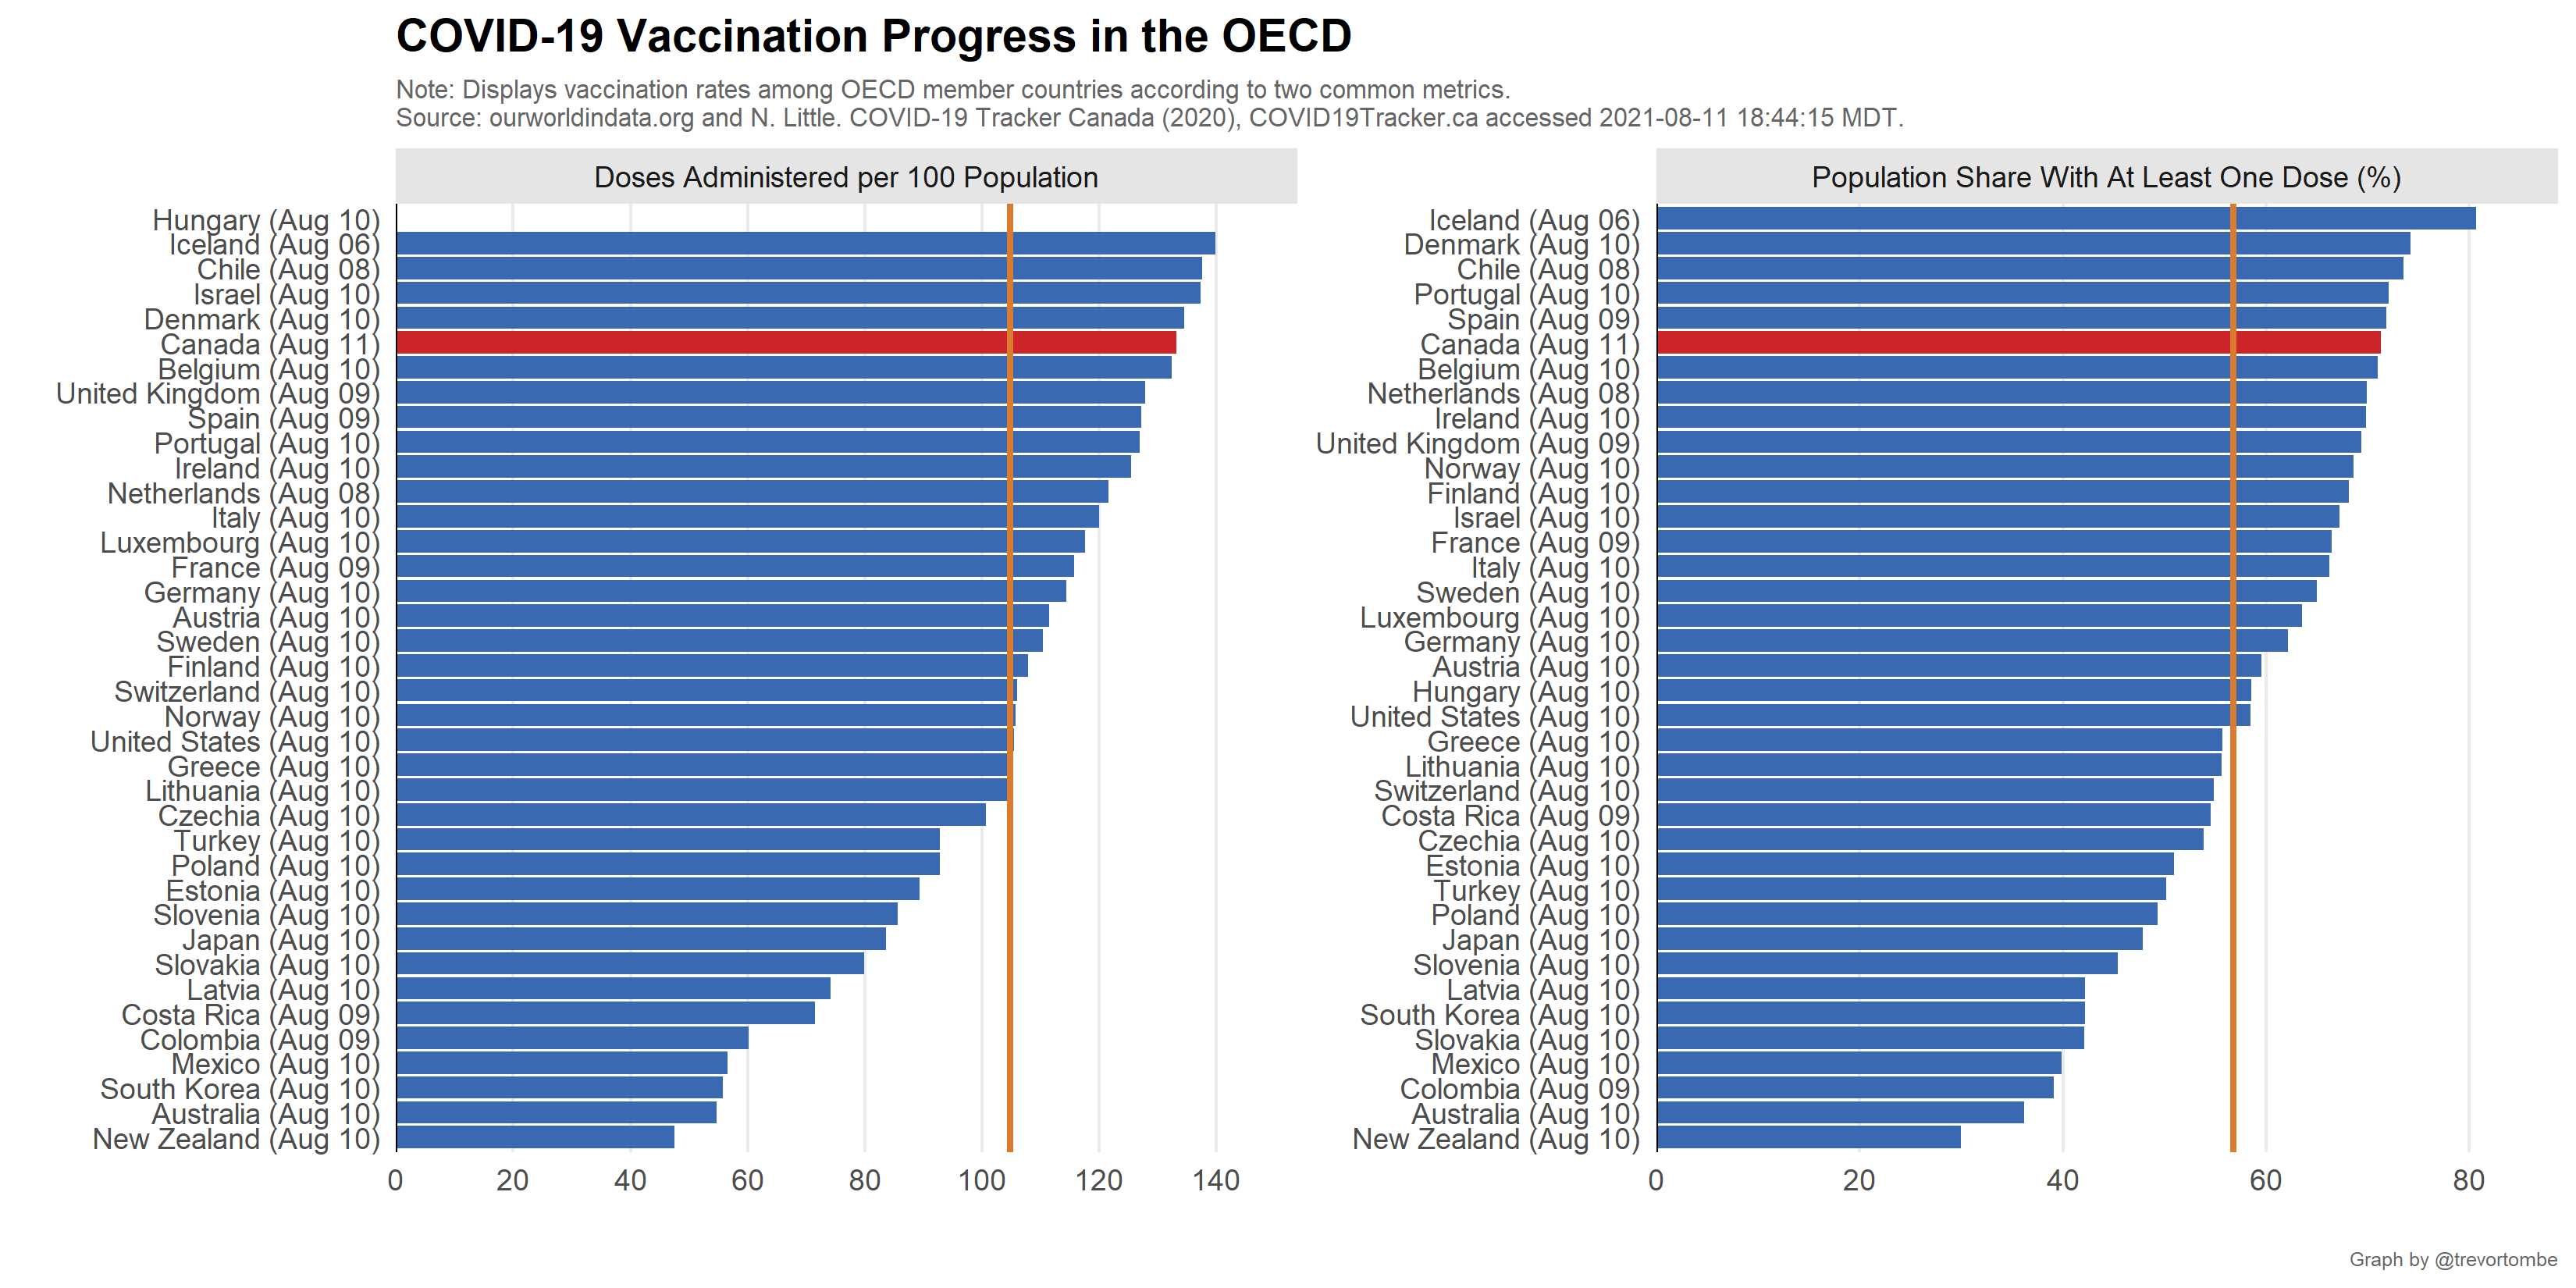 COVID-19 Vaccination Progress in the OECD
Note: Displays vaccination rates among OECD member countries according to two common metrics.
Source: ourworldindata.org and N. Little. COVID-19 Tracker Canada (2020), COVID19Tracker.ca accessed 2021-08-11 18:44:15 MDT.
Doses Administered per 100 Population
Hungary (Aug 10)
Iceland (Aug 06)
Chile (Aug 08)
Israel (Aug 10)
Denmark (Aug 10)
Canada (Aug 11)
Belgium (Aug 10)
United Kingdom (Aug 09)
Spain (Aug 09)
Portugal (Aug 10)
Ireland (Aug 10)
Netherlands (Aug 08)
Italy (Aug 10)
Luxembourg (Aug 10)
France (Aug 09)
Germany (Aug 10)
Austria (Aug 10)
Sweden (Aug 10)
Finland (Aug 10)
Switzerland (Aug 10)
Norway (Aug 10)
United States (Aug 10)
Greece (Aug 10)
Lithuania (Aug 10)
Czechia (Aug 10)
Turkey (Aug 10)
Poland (Aug 10)
Estonia (Aug 10)
Slovenia (Aug 10)
Japan (Aug 10)
Slovakia (Aug 10)
Latvia (Aug 10)
Costa Rica (Aug 09)
Colombia (Aug 09)
Mexico (Aug 10)
South Korea (Aug 10)
Australia (Aug 10)
New Zealand (Aug 10)
0 20 40 60 80 100 120 140
Population Share With At Least One Dose (%)
Iceland (Aug 06)
Denmark (Aug 10)
Chile (Aug 08)
Portugal (Aug 10)
Spain (Aug 09)
Canada (Aug 11)
Belgium (Aug 10)
Netherlands (Aug 08)
Ireland (Aug 10)
United Kingdom (Aug 09)
Norway (Aug 10)
Finland (Aug 10)
Israel (Aug 10)
France (Aug 09)
Italy (Aug 10)
Sweden (Aug 10)
Luxembourg (Aug 10)
Germany (Aug 10)
Austria (Aug 10)
Hungary (Aug 10)
United States (Aug 10)
Greece (Aug 10)
Lithuania (Aug 10)
Switzerland (Aug 10)
Costa Rica (Aug 09)
Czechia (Aug 10)
Estonia (Aug 10)
Turkey (Aug 10)
Poland (Aug 10)
Japan (Aug 10)
Slovenia (Aug 10)
Latvia (Aug 10)
South Korea (Aug 10)
Slovakia (Aug 10)
Mexico (Aug 10)
Colombia (Aug 09)
Australia (Aug 10)
New Zealand (Aug 10)
0 20 40 60 80
Graph by @trevortombe